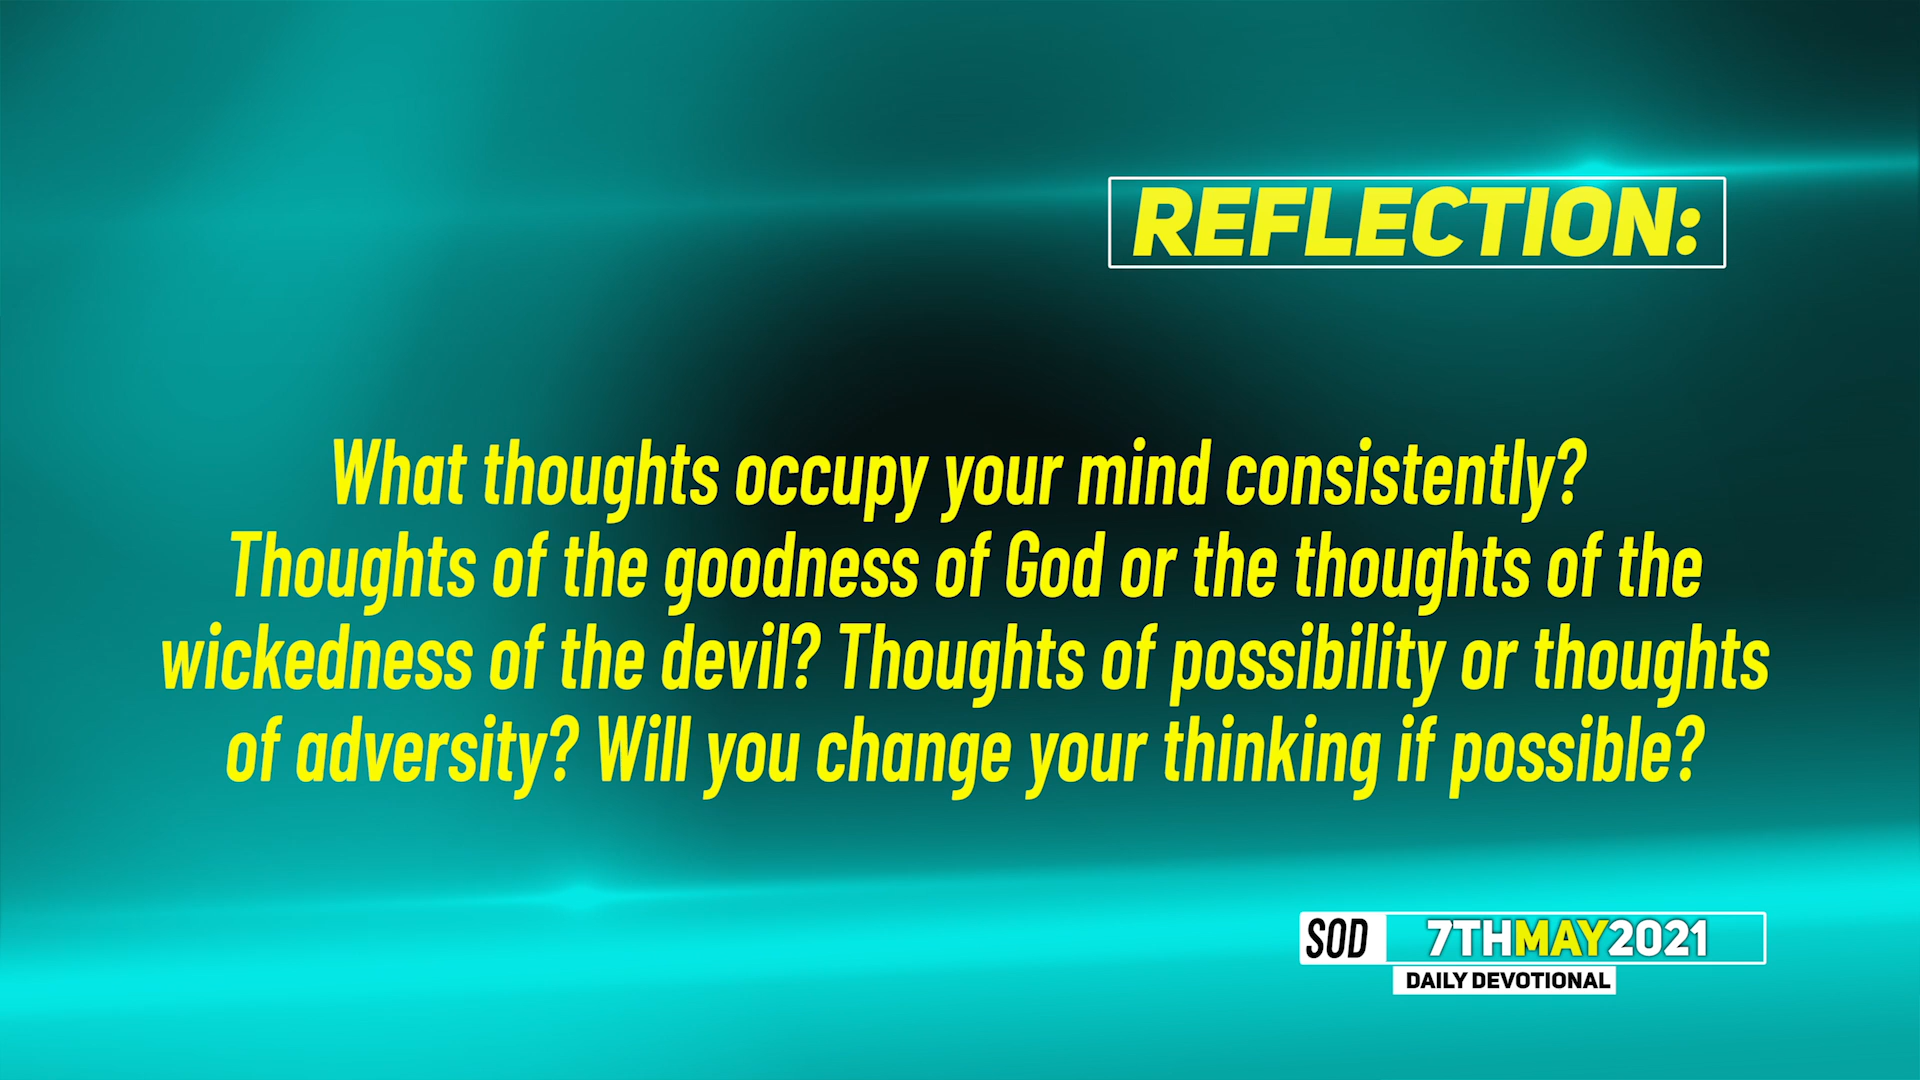 REFLECTION:
What thoughts occupy your mind consistently?
Thoughts of the goodness of God or the thoughts of the
wickedness of the devil? Thoughts of possibility or thoughts
of adversity? Will you change your thinking if possible?
SOD 7THMAY2021
DAILY DEVOTIONAL